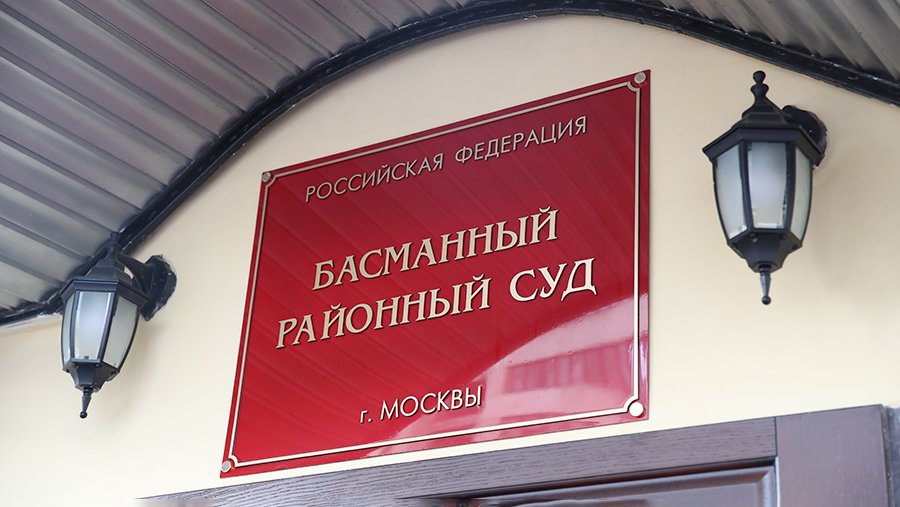 РОССИЙСКАЯ ФЕДЕРАЦИЯ
БАСМАННЫЙ
РАЙОННЫЙ СУД
г. МОСКВЫ